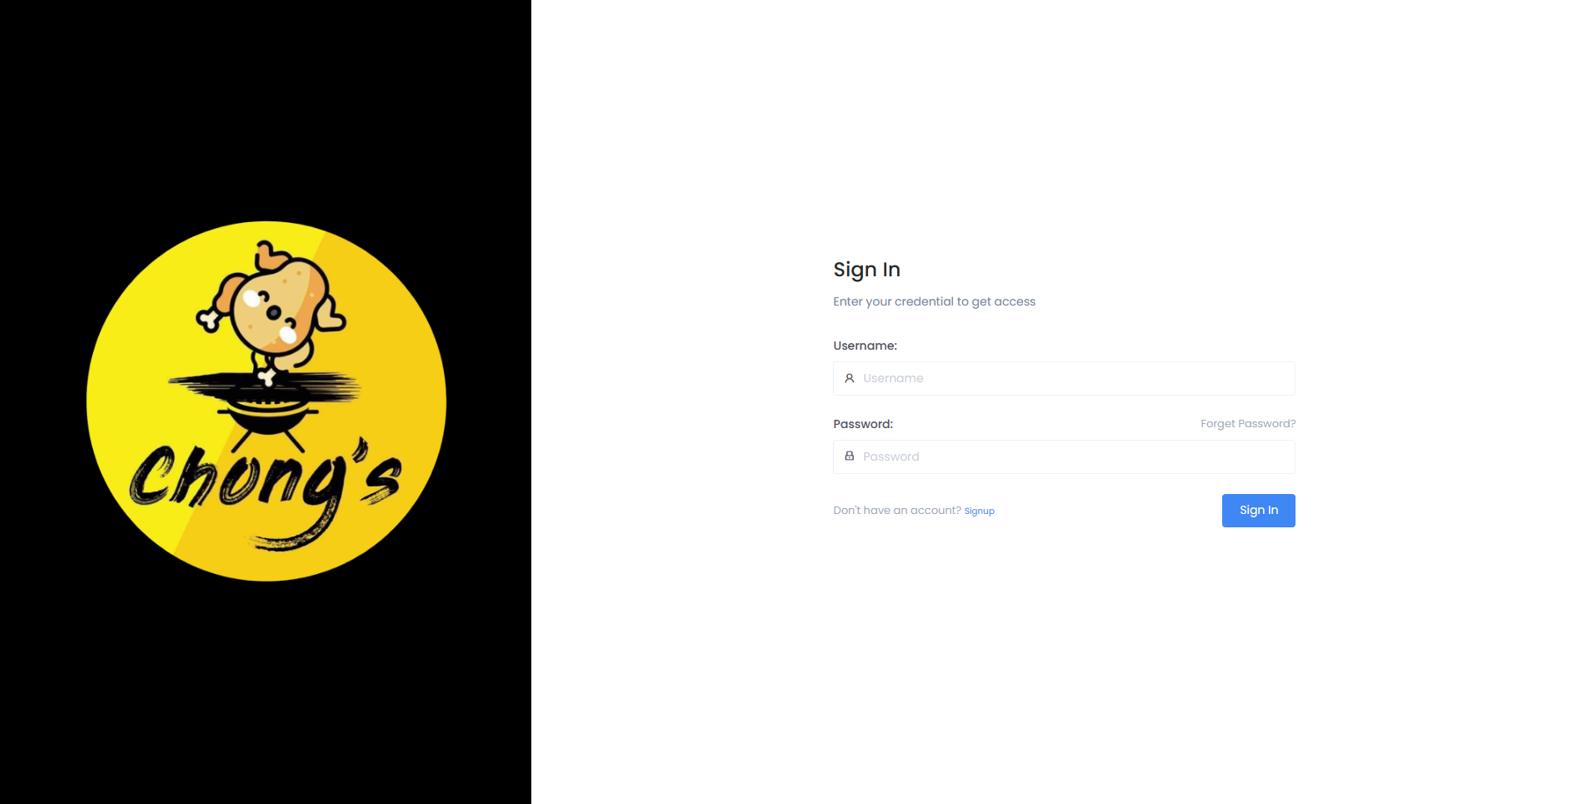 Chong's
Sign In
Enter your credential to get access
Username:
Username
Password:
Forget Password?
Password
Don't have an account? Signup
Sign In